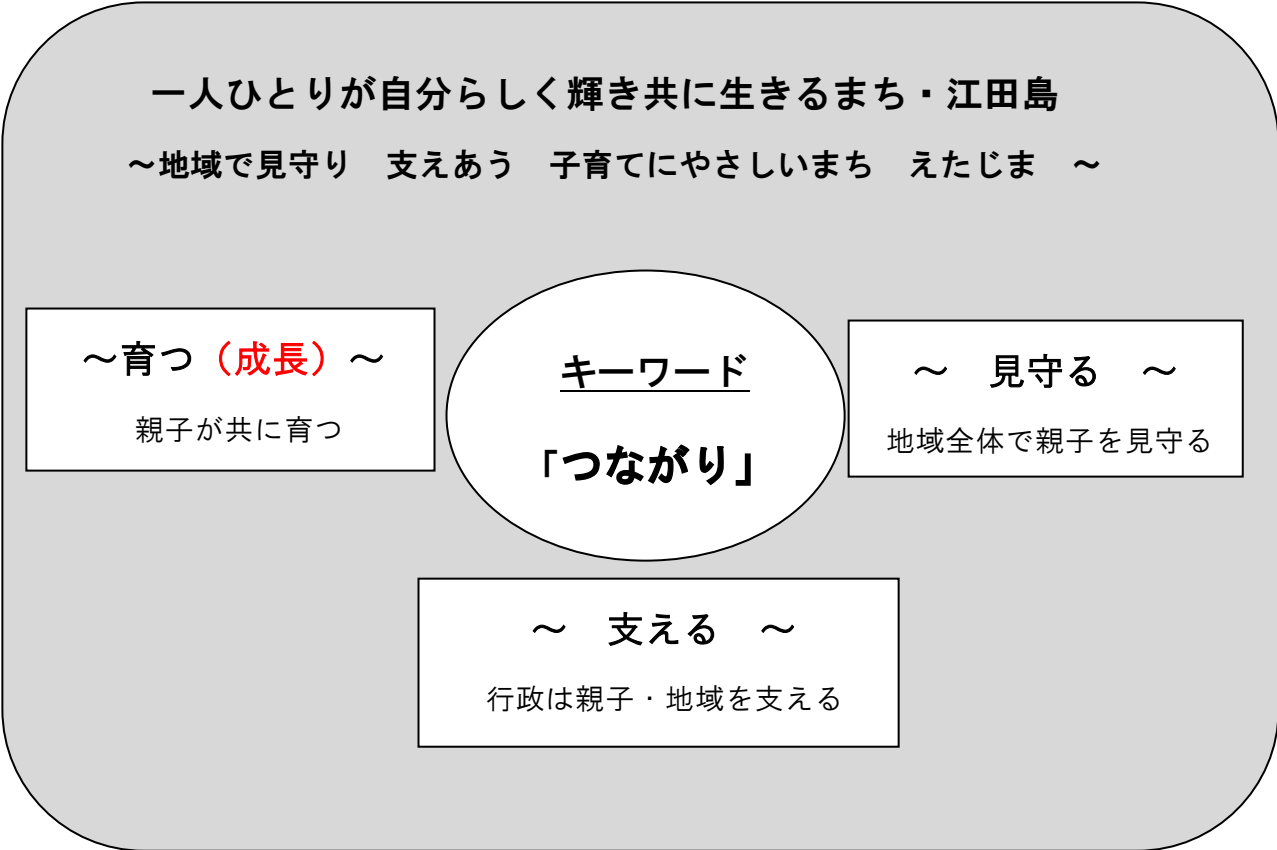 一人ひとりが自分らしく輝き共に生きるまち・江田島
～地域で見守り　支えあう　子育てにやさしいまち　えたじま　～
～育つ（成長）～
親子が共に育つ
キーワード
「つながり」
～　見守る　～
地域全体で親子を見守る
～　支える　～
行政は親子・地域を支える